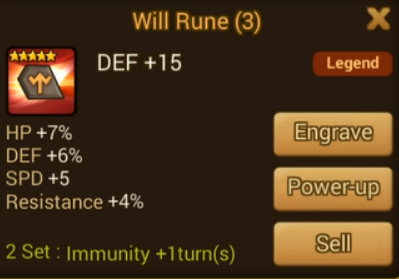 Will Rune (3)
DEF +15
Legend
HP +7%
DEF +6%
SPD +5
Resistance +4%
2 Set : Immunity +1turn(s)
Engrave
Power-up
Sell